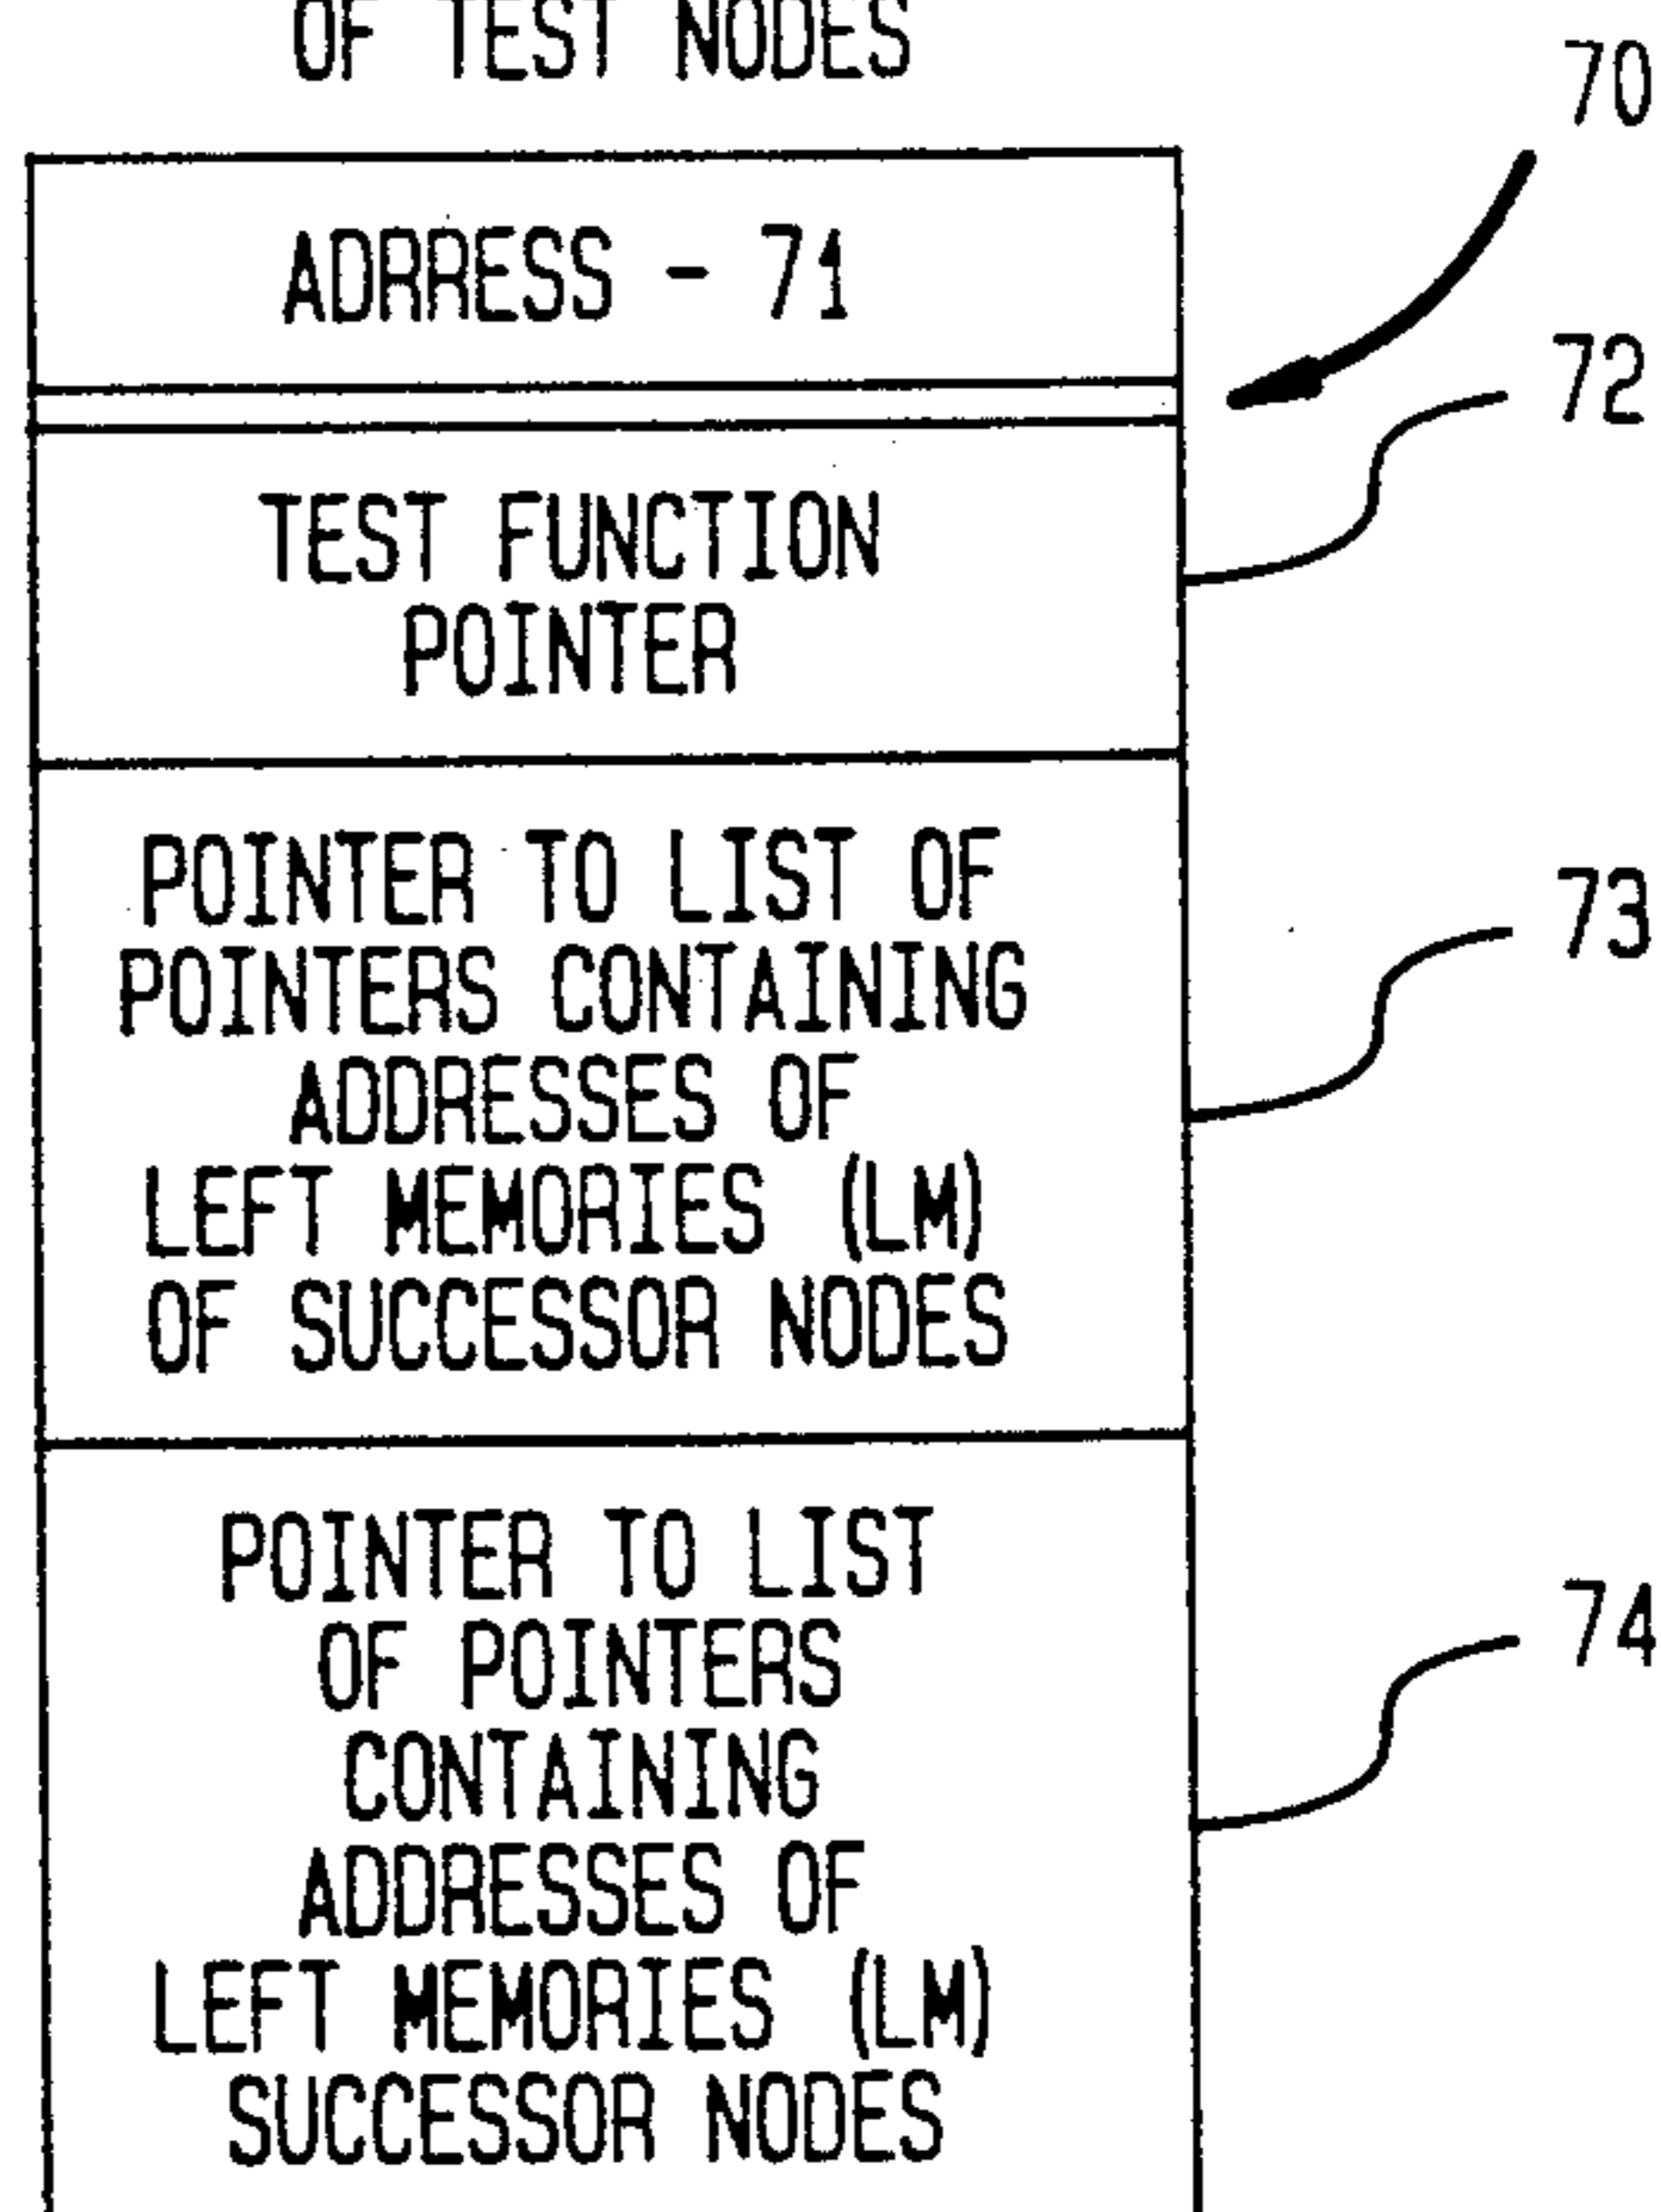 OF TEST NODES
70
ADRRESS - 71
72
TEST FUNCTION
POINTER
POINTER TO LIST OF
73
POINTERS CONTAINING
ADDRESSES OF
LEFT MEMORIES (LM)
OF SUCCESSOR NODES
POINTER TO LIST
74
OF POINTERS
CONTAINING
ADDRESSES OF
LEFT MEMORIES (LM)
SUCCESSOR NODES